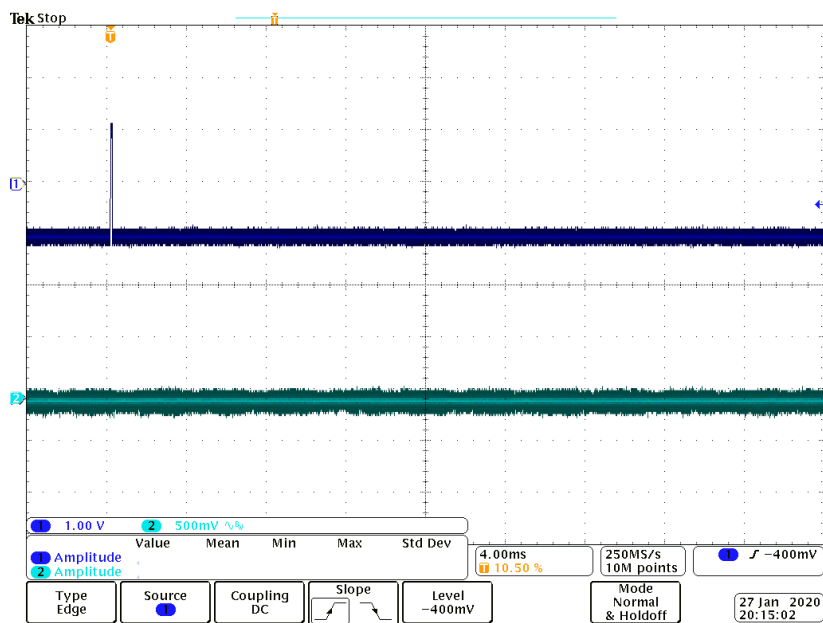 Tek Stop
T
T
1
2
1 1.00 V 2 500mV
Value Mean Min Max Std Dev
1 Amplitude
2 Amplitude
4.00ms
T 10.50 %
250MS/s
10M points
1 −400mV
Type
Edge
Source
1
Coupling
DC
Slope
Level
−400mV
Mode
Normal
& Holdoff
27 Jan 2020
20:15:02